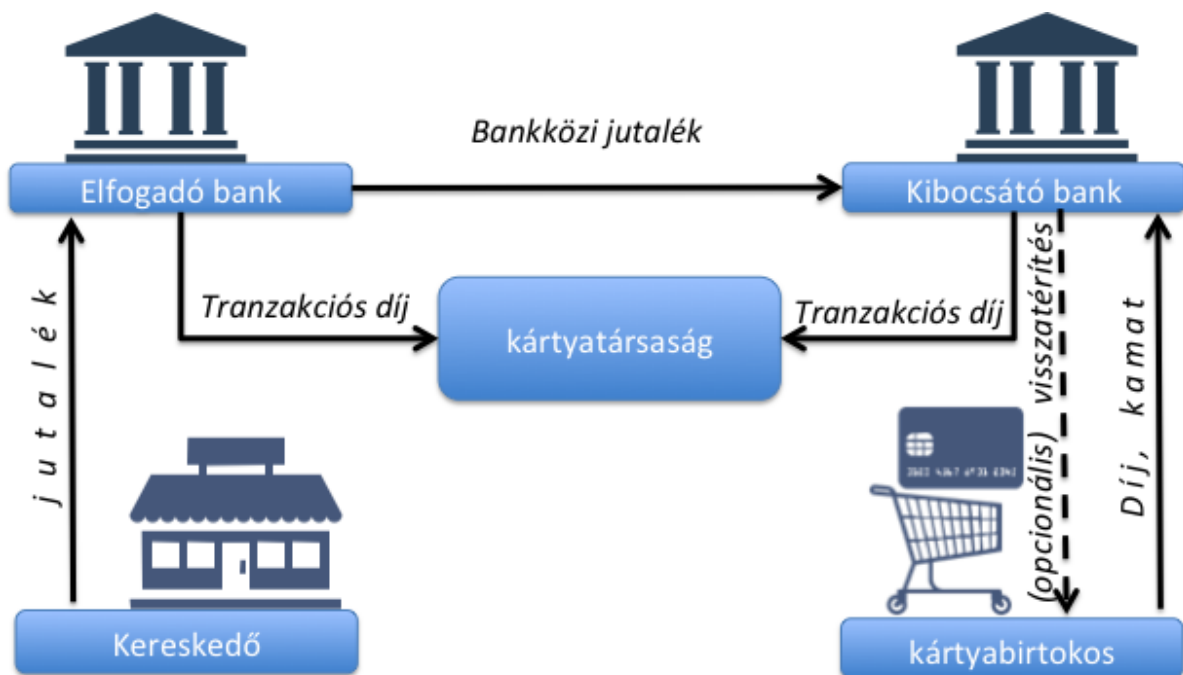 Bankközi jutalék
Elfogadó bank
Kibocsátó bank
Tranzakciós díj
Tranzakciós díj
kártyatársaság
jutalék
(opcionális) visszatérítés
Díj, kamat
Kereskedő
kártyabirtokos